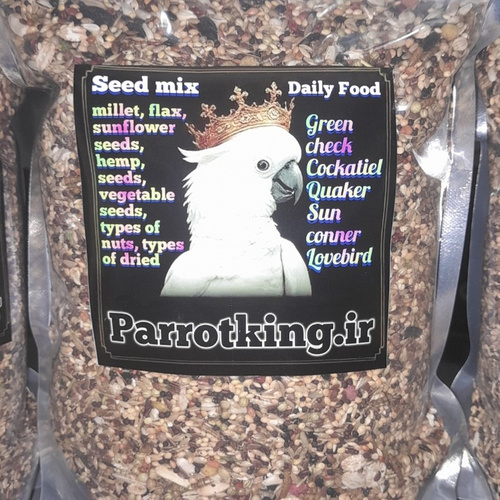 Seed mix
millet, flax,
sunflower
seeds,
hemp,
seeds,
vegetable
seeds,
types of
nuts, types
of dried
Daily Food
Green
check
Cockatiel
Quaker
Sun
conner
Lovebird
Parrotking.ir